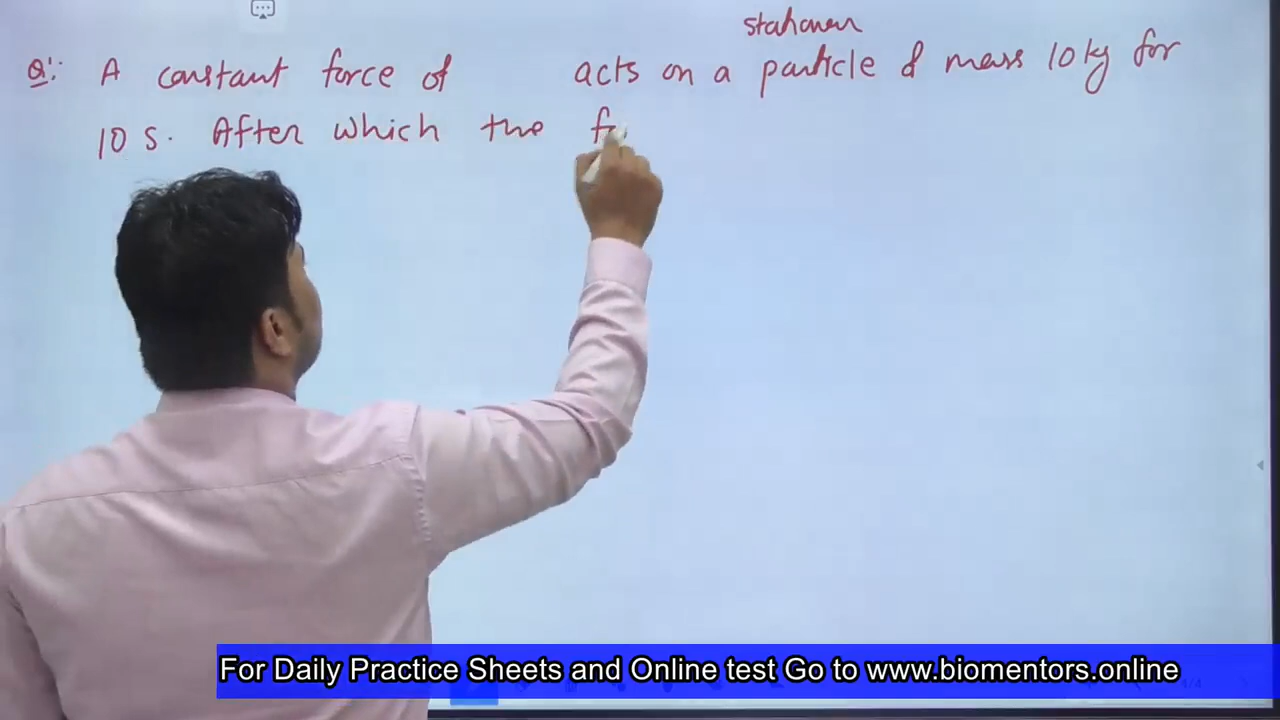 stationary
Q1:- A constant force of acts on a particle of mass 10 kg for
10 s. After which the
For Daily Practice Sheets and Online test Go to www.biomentors.online